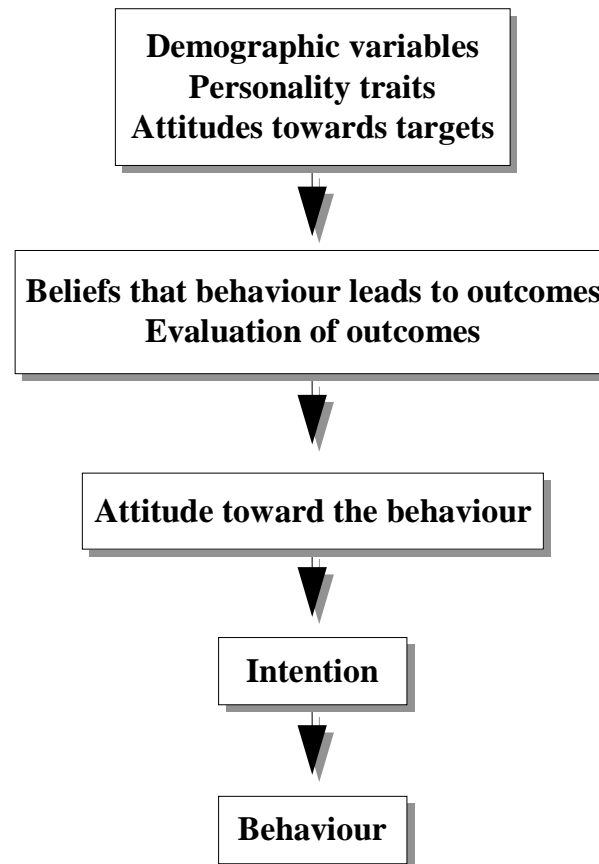 Demographic variables
Personality traits
Attitudes towards targets
Beliefs that behaviour leads to outcomes
Evaluation of outcomes
Attitude toward the behaviour
Intention
Behaviour